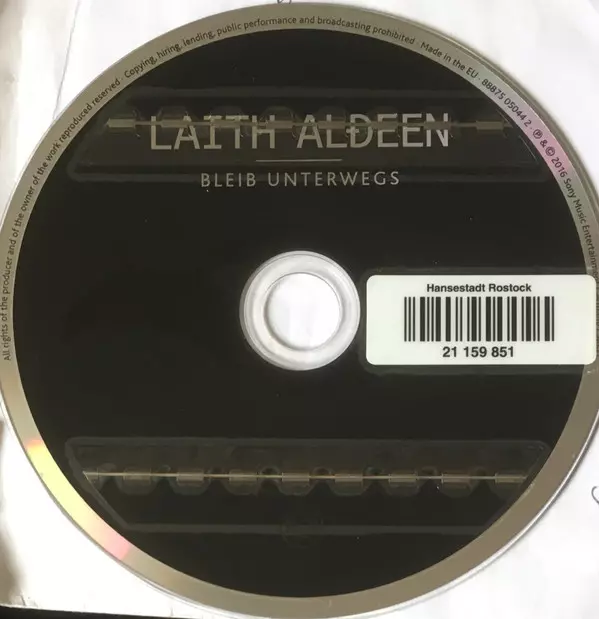 All rights of the producer and of the owner of the work reproduced reserved · Copying, hiring, lending, public performance and broadcasting prohibited · Made in the EU · 88875 05044 2 · ℗ & © 2016 Sony Music
LAITH ALDEEN
BLEIB UNTERWEGS
Hansestadt Rostock
21 159 851